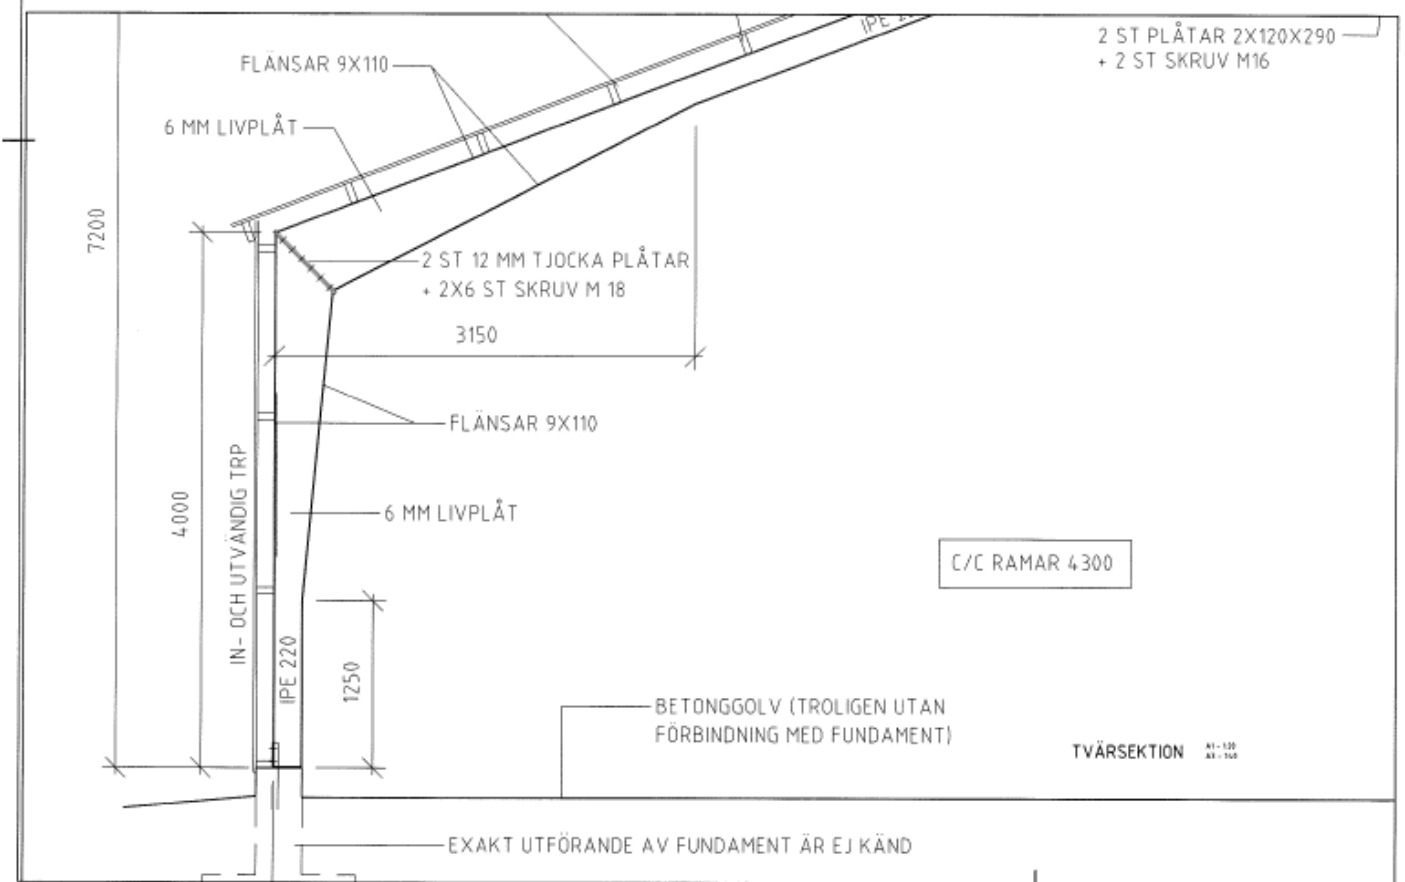 IPE 2
2 ST PLÅTAR 2X120X290
+ 2 ST SKRUV M16
FLÄNSAR 9X110
6 MM LIVPLÅT
7200
2 ST 12 MM TJOCKA PLÅTAR
+ 2X6 ST SKRUV M 18
3150
FLÄNSAR 9X110
4000
IN- OCH UTVÄNDIG TRP
6 MM LIVPLÅT
C/C RAMAR 4300
IPE 220
1250
BETONGGOLV (TROLIGEN UTAN
FÖRBINDNING MED FUNDAMENT)
TVÄRSEKTION
EXAKT UTFÖRANDE AV FUNDAMENT ÄR EJ KÄND